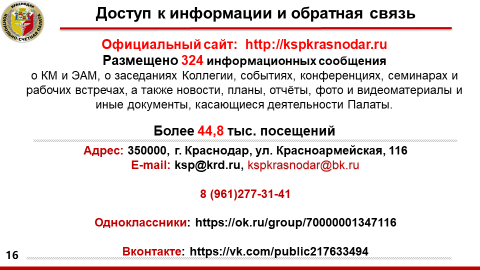 Доступ к информации и обратная связь
Официальный сайт: http://kspkrasnodar.ru
Размещено 324 информационных сообщения
о КМ и ЭАМ, о заседаниях Коллегии, событиях, конференциях, семинарах и
рабочих встречах, а также новости, планы, отчёты, фото и видеоматериалы и
иные документы, касающиеся деятельности Палаты.
Более 44,8 тыс. посещений
Адрес: 350000, г. Краснодар, ул. Красноармейская, 116
E-mail: ksp@krd.ru, kspkrasnodar@bk.ru
8 (961)277-31-41
Одноклассники: https://ok.ru/group/70000001347116
Вконтакте: https://vk.com/public217633494
16